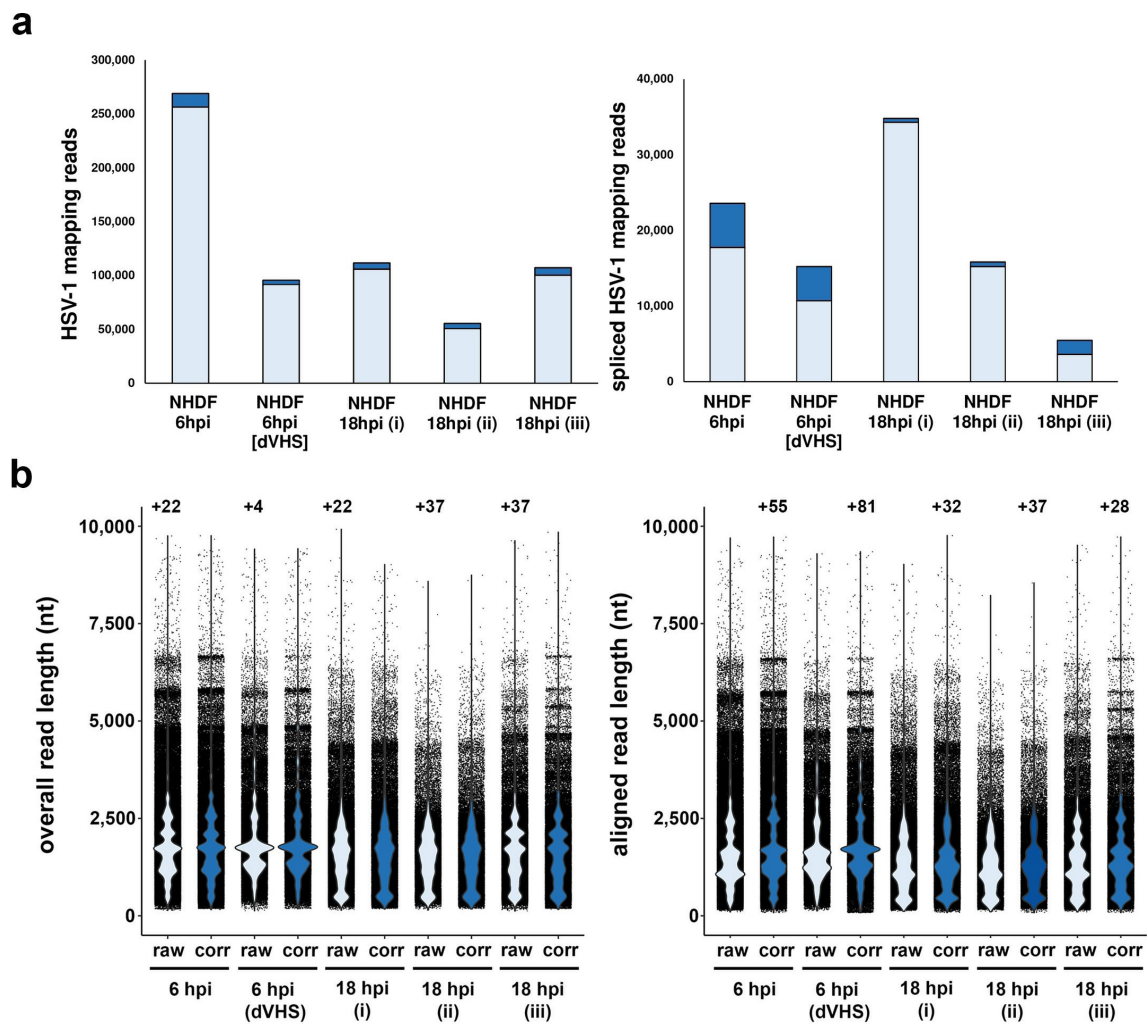 a
HSV-1 mapping reads
300,000
250,000
200,000
150,000
100,000
50,000
0
NHDF
6hpi
NHDF
6hpi
[dVHS]
NHDF
18hpi (i)
NHDF
18hpi (ii)
NHDF
18hpi (iii)
spliced HSV-1 mapping reads
40,000
30,000
20,000
10,000
0
NHDF
6hpi
NHDF
6hpi
[dVHS]
NHDF
18hpi (i)
NHDF
18hpi (ii)
NHDF
18hpi (iii)
b
+22 +4 +22 +37 +37
overall read length (nt)
10,000
7,500
5,000
2,500
0
raw corr raw corr raw corr raw corr raw corr
6 hpi
6 hpi
(dVHS)
18 hpi
(i)
18 hpi
(ii)
18 hpi
(iii)
+55 +81 +32 +37 +28
aligned read length (nt)
10,000
7,500
5,000
2,500
0
raw corr raw corr raw corr raw corr raw corr
6 hpi
6 hpi
(dVHS)
18 hpi
(i)
18 hpi
(ii)
18 hpi
(iii)